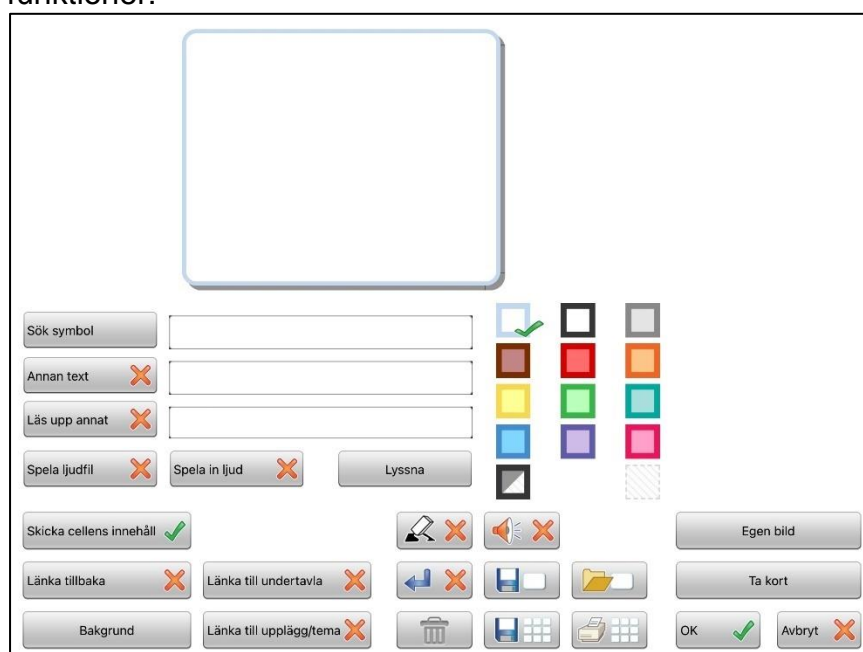 funktioner:
Sök symbol
Annan text
Läs upp annat
Spela ljudfil
Spela in ljud
Lyssna
Skicka cellens innehåll
Egen bild
Länka tillbaka
Länka till undertavla
Ta kort
Bakgrund
Länka till upplägg/tema
OK
Avbryt